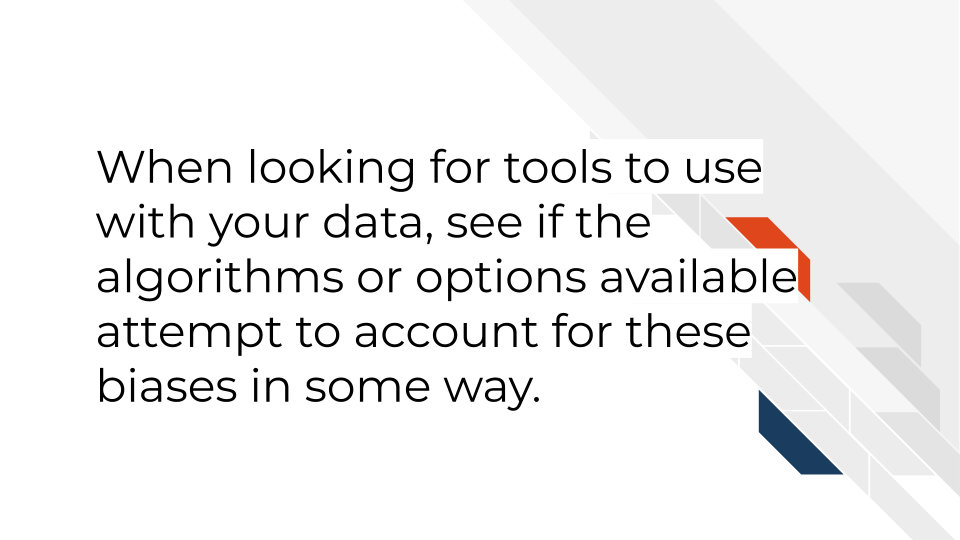 When looking for tools to use
with your data, see if the
algorithms or options available
attempt to account for these
biases in some way.